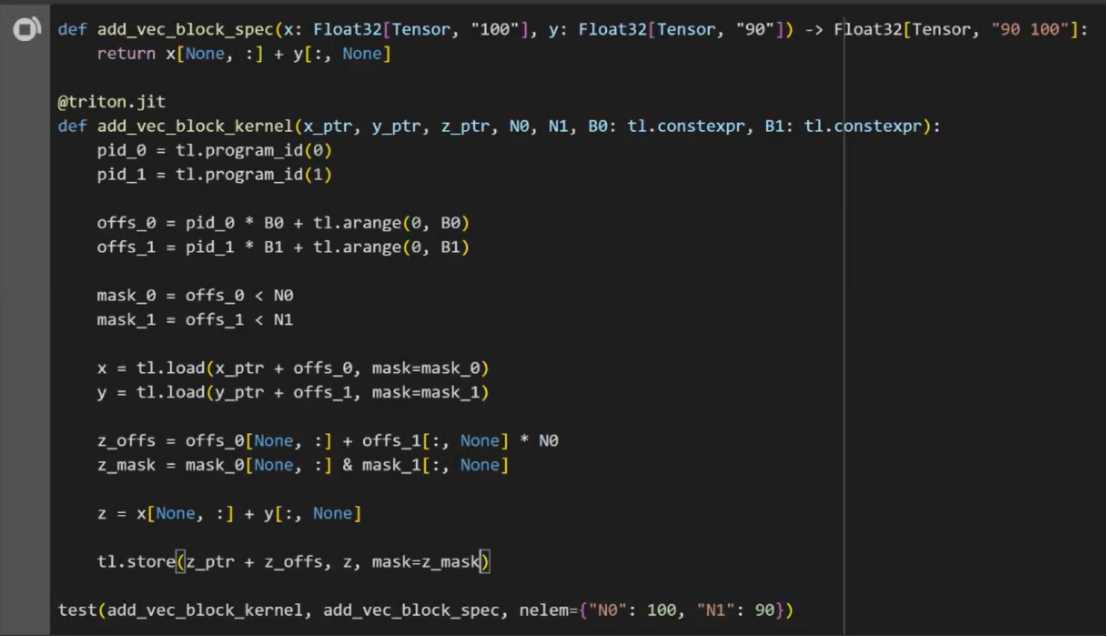 def add_vec_block_spec(x: Float32[Tensor, "100"], y: Float32[Tensor, "90"]) -> Float32[Tensor, "90 100"]:
    return x[None, :] + y[:, None]

@triton.jit
def add_vec_block_kernel(x_ptr, y_ptr, z_ptr, N0, N1, B0: tl.constexpr, B1: tl.constexpr):
    pid_0 = tl.program_id(0)
    pid_1 = tl.program_id(1)

    offs_0 = pid_0 * B0 + tl.arange(0, B0)
    offs_1 = pid_1 * B1 + tl.arange(0, B1)

    mask_0 = offs_0 < N0
    mask_1 = offs_1 < N1

    x = tl.load(x_ptr + offs_0, mask=mask_0)
    y = tl.load(y_ptr + offs_1, mask=mask_1)

    z_offs = offs_0[None, :] + offs_1[:, None] * N0
    z_mask = mask_0[None, :] & mask_1[:, None]

    z = x[None, :] + y[:, None]

    tl.store(z_ptr + z_offs, z, mask=z_mask)

test(add_vec_block_kernel, add_vec_block_spec, nelem={"N0": 100, "N1": 90})